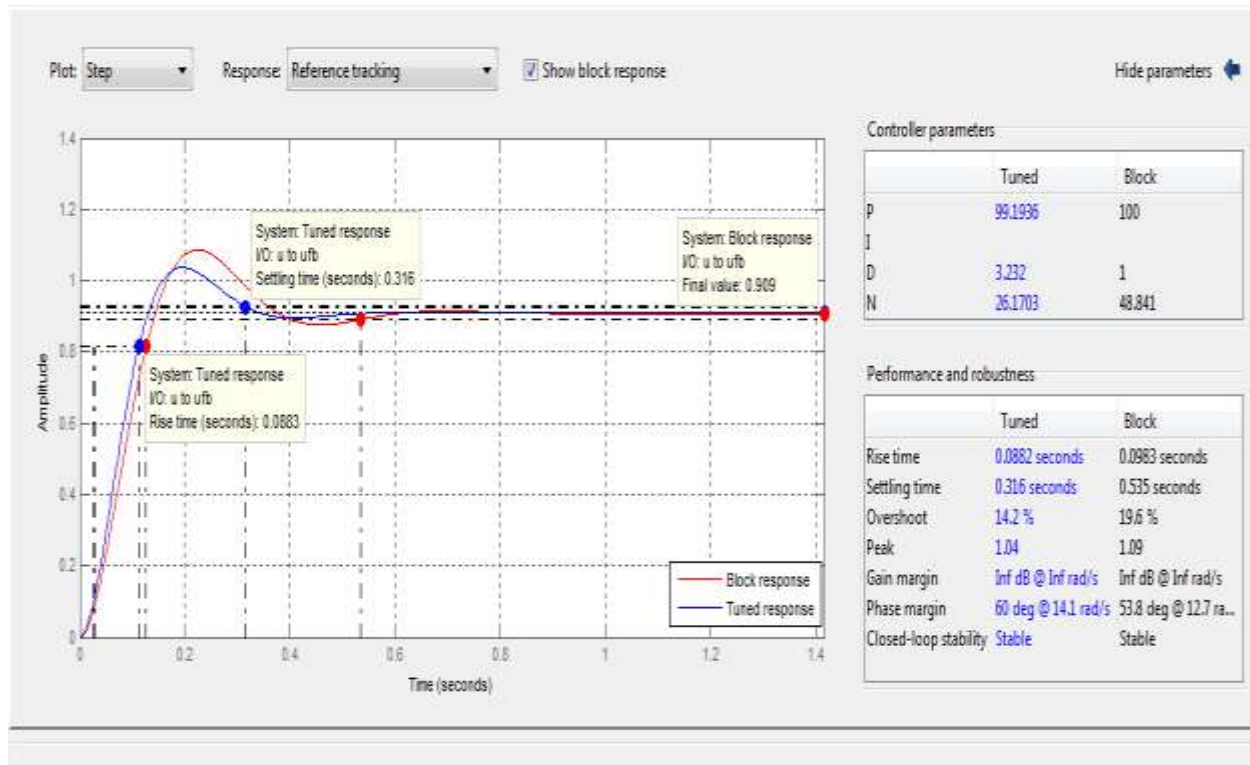 Plot: Step Response: Reference tracking Show block response Hide parameters
1.4
1.2
1
0.8
0.6
0.4
0.2
0
Amplitude
System: Tuned response
I/O: u to ufb
Settling time (seconds): 0.316
System: Block response
I/O: u to ufb
Final value: 0.909
System: Tuned response
I/O: u to ufb
Rise time (seconds): 0.0883
Block response
Tuned response
0 0.2 0.4 0.6 0.8 1 1.2 1.4
Time (seconds)
Controller parameters
Tuned Block
P 99.1936 100
I
D 3.232 1
N 26.1703 48.841
Performance and robustness
Tuned Block
Rise time 0.0882 seconds 0.0983 seconds
Settling time 0.316 seconds 0.535 seconds
Overshoot 14.2 % 19.6 %
Peak 1.04 1.09
Gain margin Inf dB @ Inf rad/s Inf dB @ Inf rad/s
Phase margin 60 deg @ 14.1 rad/s 53.8 deg @ 12.7 ra...
Closed-loop stability Stable Stable